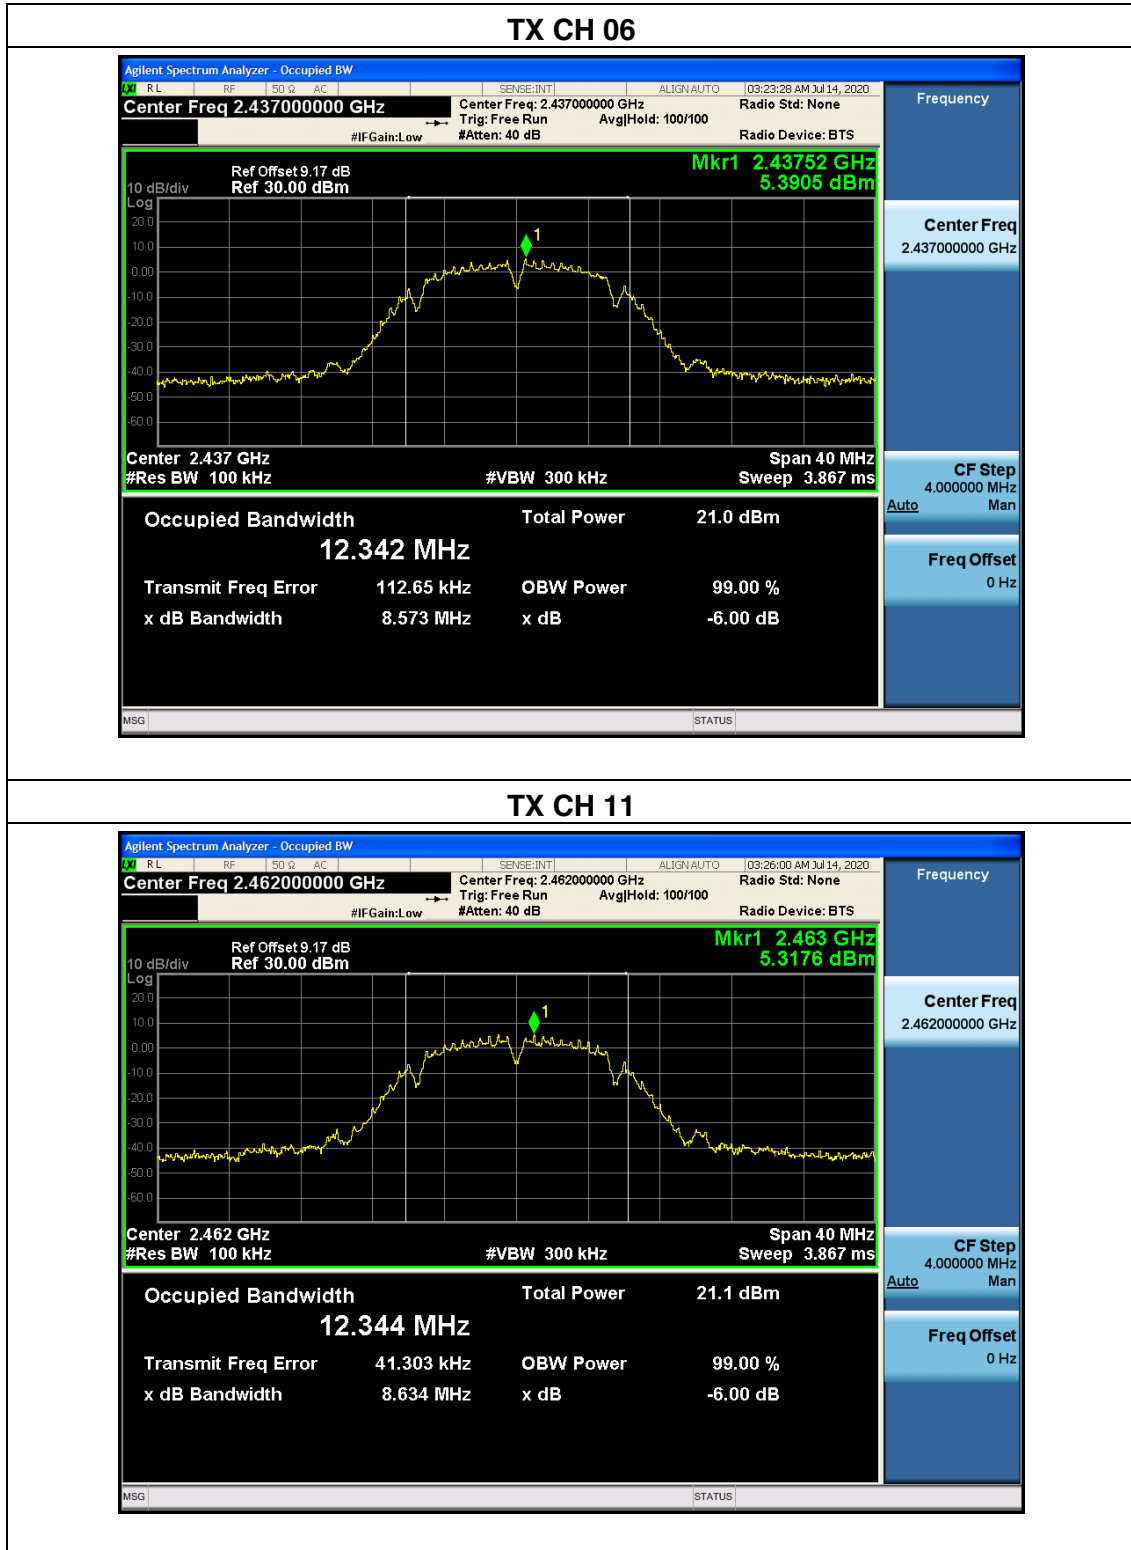 TX CH 06
Agilent Spectrum Analyzer - Occupied BW
LXI RL RF 50 Ω AC SENSE:INT ALIGN AUTO 03:23:28 AM Jul 14, 2020
Center Freq 2.437000000 GHz
Center Freq: 2.437000000 GHz Radio Std: None
Trig: Free Run Avg|Hold: 100/100
#IFGain:Low #Atten: 40 dB Radio Device: BTS
Frequency
Mkr1 2.43752 GHz
5.3905 dBm
Ref Offset 9.17 dB
10 dB/div Ref 30.00 dBm
Log
20.0
10.0
0.00
-10.0
-20.0
-30.0
-40.0
-50.0
-60.0
1
Center Freq
2.437000000 GHz
Center 2.437 GHz Span 40 MHz
#Res BW 100 kHz #VBW 300 kHz Sweep 3.867 ms
CF Step
4.000000 MHz
Auto Man
Occupied Bandwidth Total Power 21.0 dBm
12.342 MHz
Freq Offset
0 Hz
Transmit Freq Error 112.65 kHz OBW Power 99.00 %
x dB Bandwidth 8.573 MHz x dB -6.00 dB
MSG STATUS
TX CH 11
Agilent Spectrum Analyzer - Occupied BW
LXI RL RF 50 Ω AC SENSE:INT ALIGN AUTO 03:26:00 AM Jul 14, 2020
Center Freq 2.462000000 GHz
Center Freq: 2.462000000 GHz Radio Std: None
Trig: Free Run Avg|Hold: 100/100
#IFGain:Low #Atten: 40 dB Radio Device: BTS
Frequency
Mkr1 2.463 GHz
5.3176 dBm
Ref Offset 9.17 dB
10 dB/div Ref 30.00 dBm
Log
20.0
10.0
0.00
-10.0
-20.0
-30.0
-40.0
-50.0
-60.0
1
Center Freq
2.462000000 GHz
Center 2.462 GHz Span 40 MHz
#Res BW 100 kHz #VBW 300 kHz Sweep 3.867 ms
CF Step
4.000000 MHz
Auto Man
Occupied Bandwidth Total Power 21.1 dBm
12.344 MHz
Freq Offset
0 Hz
Transmit Freq Error 41.303 kHz OBW Power 99.00 %
x dB Bandwidth 8.634 MHz x dB -6.00 dB
MSG STATUS